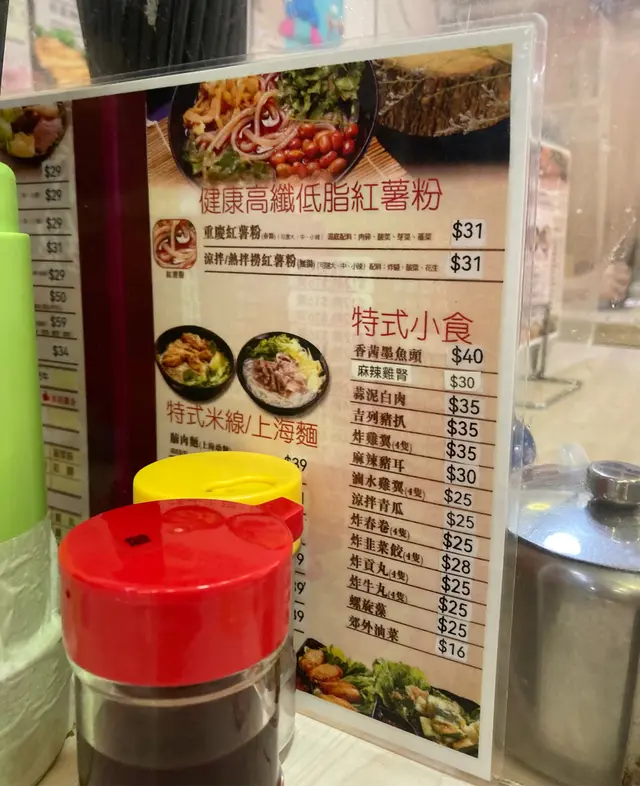 $29
$29
$29
$31
$29
$50
$59
$34
健康高纖低脂紅薯粉
重慶紅薯粉 $31
涼拌/熱拌撈紅薯粉 $31
紅薯粉
特式米線/上海麵
$39
特式小食
香茜墨魚頭 $40
麻辣雞腎 $30
蒜泥白肉 $35
吉列豬扒 $35
炸雞翼(4隻) $35
麻辣豬耳 $30
滷水雞翼(4隻) $25
涼拌青瓜 $25
炸春卷(4隻) $25
炸韭菜餃(4隻) $28
炸貢丸(4隻) $25
炸牛丸(4隻) $25
螺旋藻 $25
郊外油菜 $16